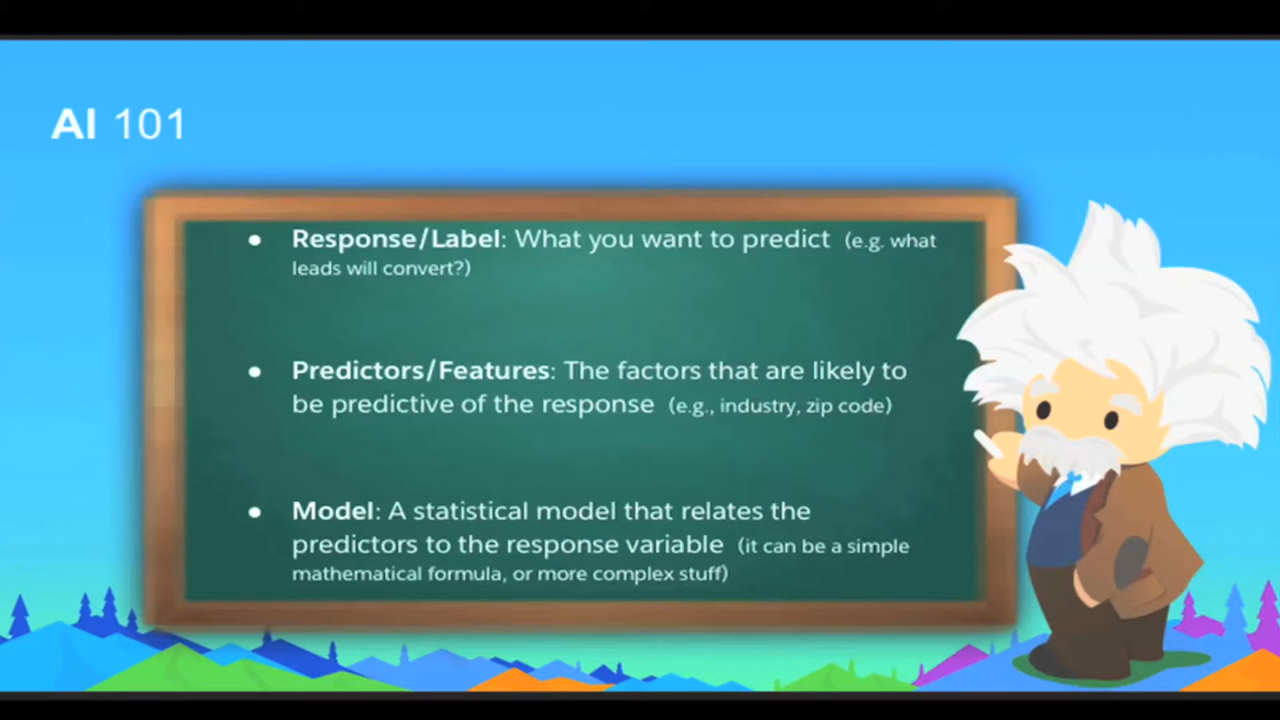 AI 101
• Response/Label: What you want to predict (e.g. what
leads will convert?)
• Predictors/Features: The factors that are likely to
be predictive of the response (e.g., industry, zip code)
• Model: A statistical model that relates the
predictors to the response variable (it can be a simple
mathematical formula, or more complex stuff)